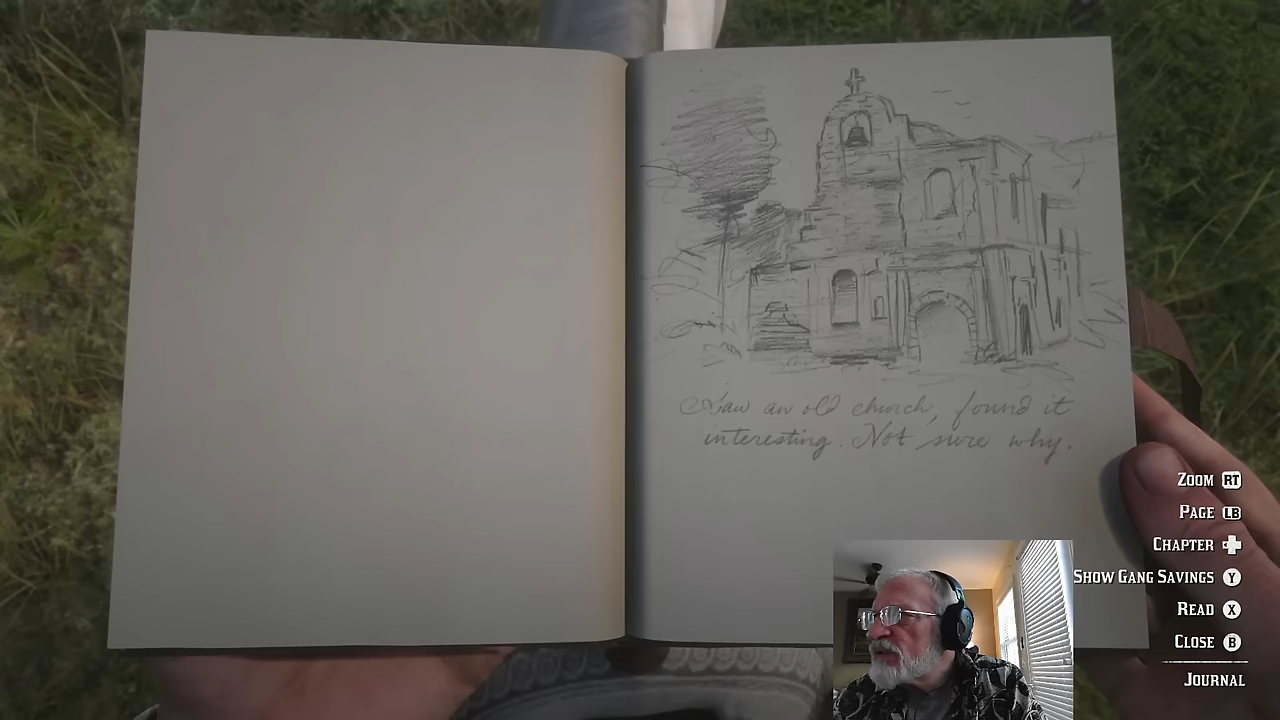 Saw an old church, found it
interesting. Not sure why.
ZOOM RT
PAGE LB
CHAPTER
SHOW GANG SAVINGS Y
READ X
CLOSE B
JOURNAL